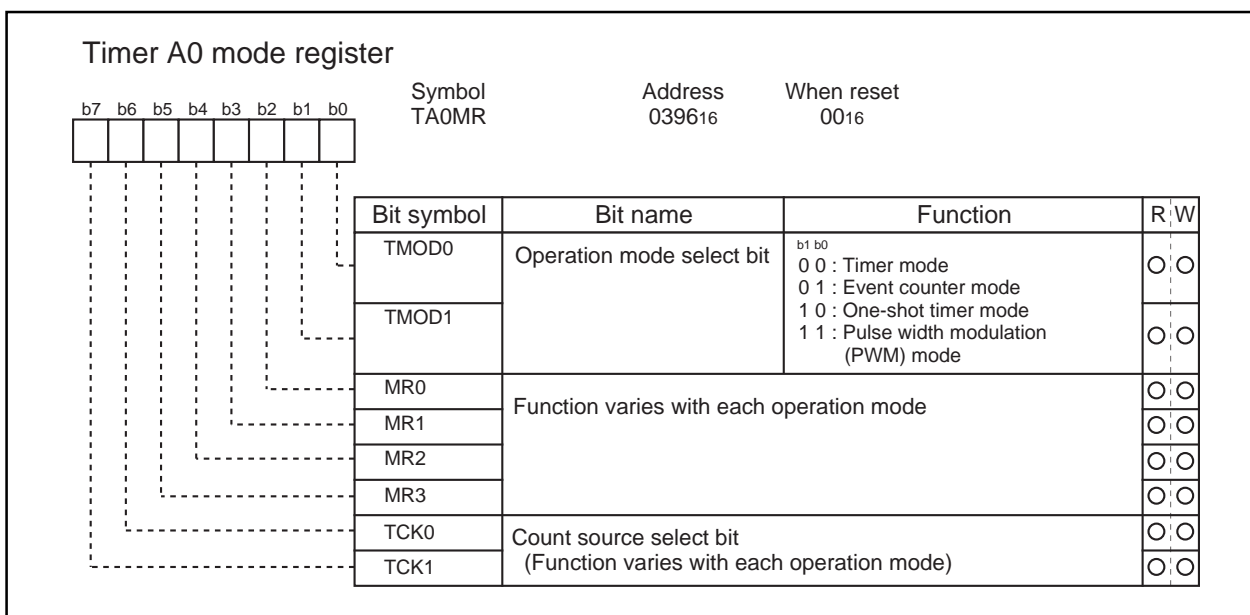 Timer A0 mode register
Symbol Address When reset
TA0MR 039616 0016
b7 b6 b5 b4 b3 b2 b1 b0
Bit symbol Bit name Function R W
TMOD0 Operation mode select bit
b1 b0
0 0 : Timer mode
0 1 : Event counter mode
TMOD1 1 0 : One-shot timer mode
1 1 : Pulse width modulation
(PWM) mode
MR0
Function varies with each operation mode
MR1
MR2
MR3
TCK0 Count source select bit
TCK1 (Function varies with each operation mode)